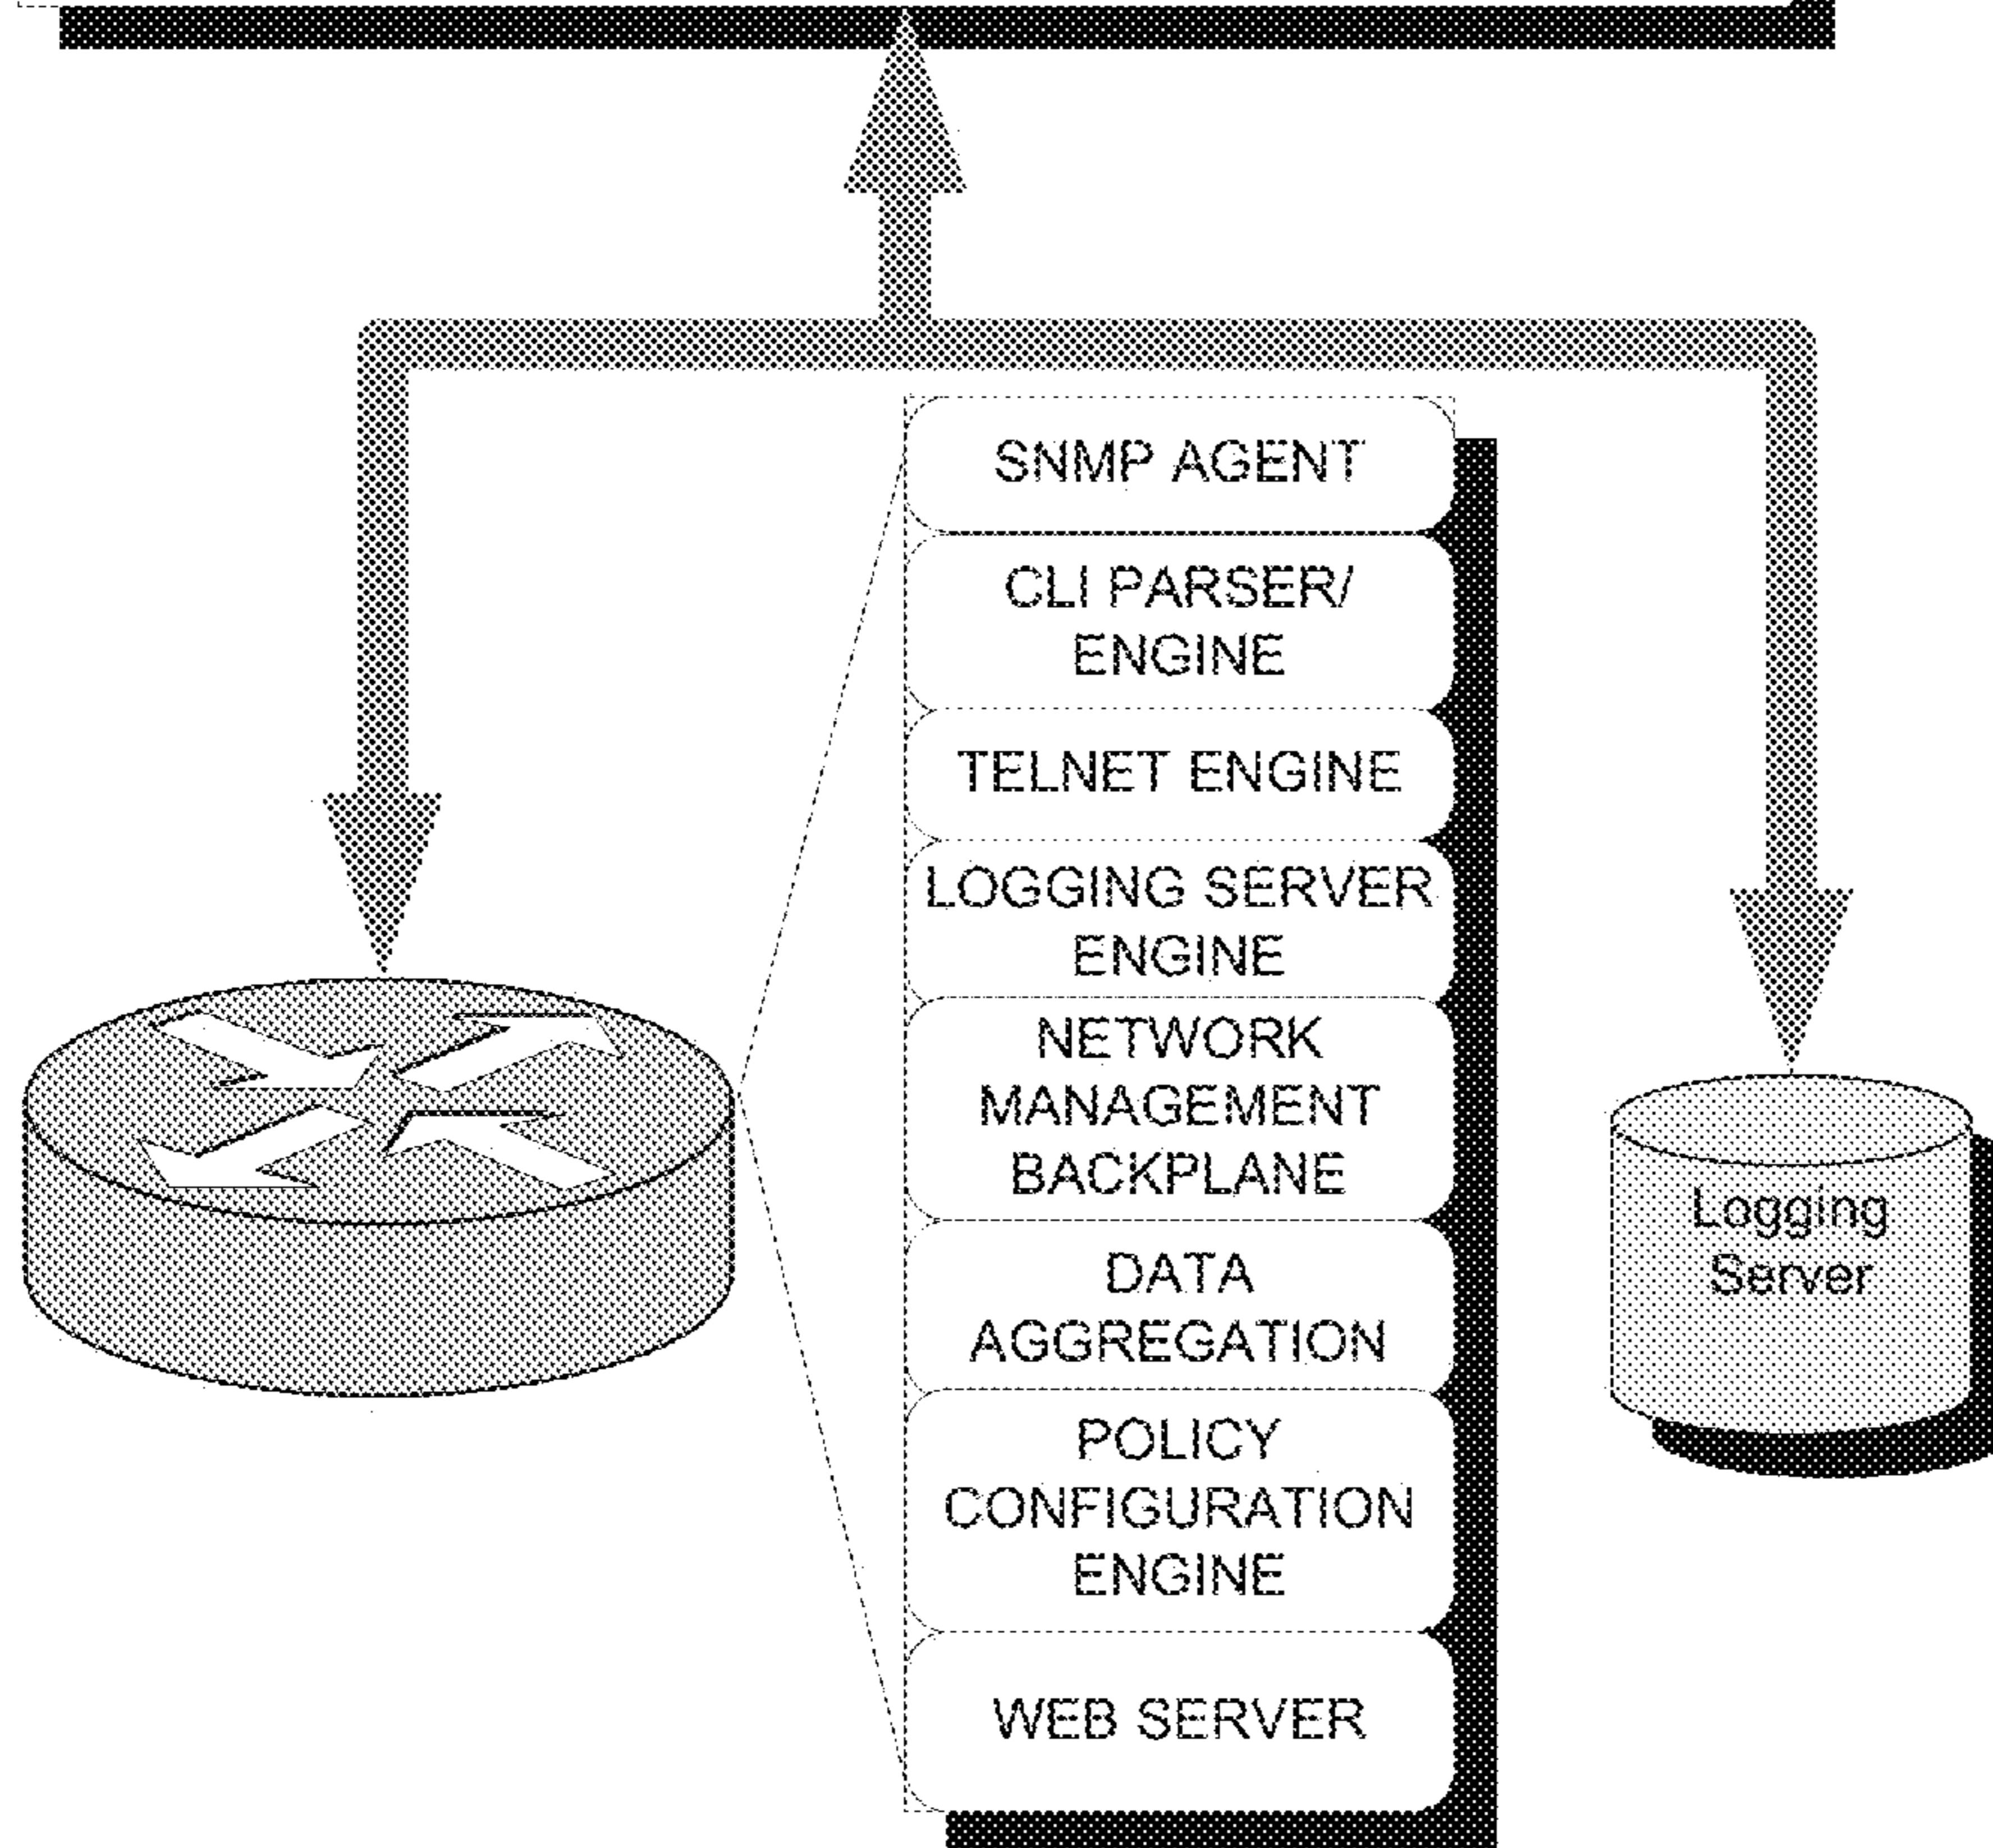 SNMP AGENT
CLI PARSER/
ENGINE
TELNET ENGINE
LOGGING SERVER
ENGINE
NETWORK
MANAGEMENT
BACKPLANE
DATA
AGGREGATION
POLICY
CONFIGURATION
ENGINE
WEB SERVER
Logging
Server